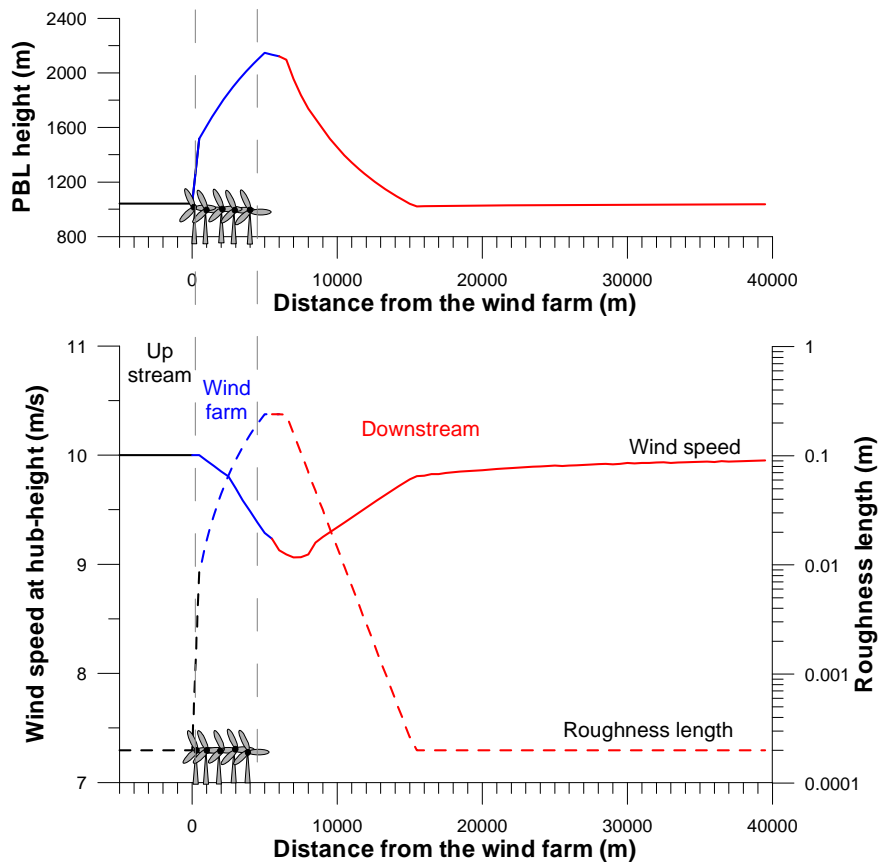 2400
2000
1600
1200
800
PBL height (m)
0
10000
20000
30000
40000
Distance from the wind farm (m)
11
10
9
8
7
Wind speed at hub-height (m/s)
Up
stream
Wind
farm
Downstream
Wind speed
Roughness length
1
0.1
0.01
0.001
0.0001
Roughness length (m)
0
10000
20000
30000
40000
Distance from the wind farm (m)